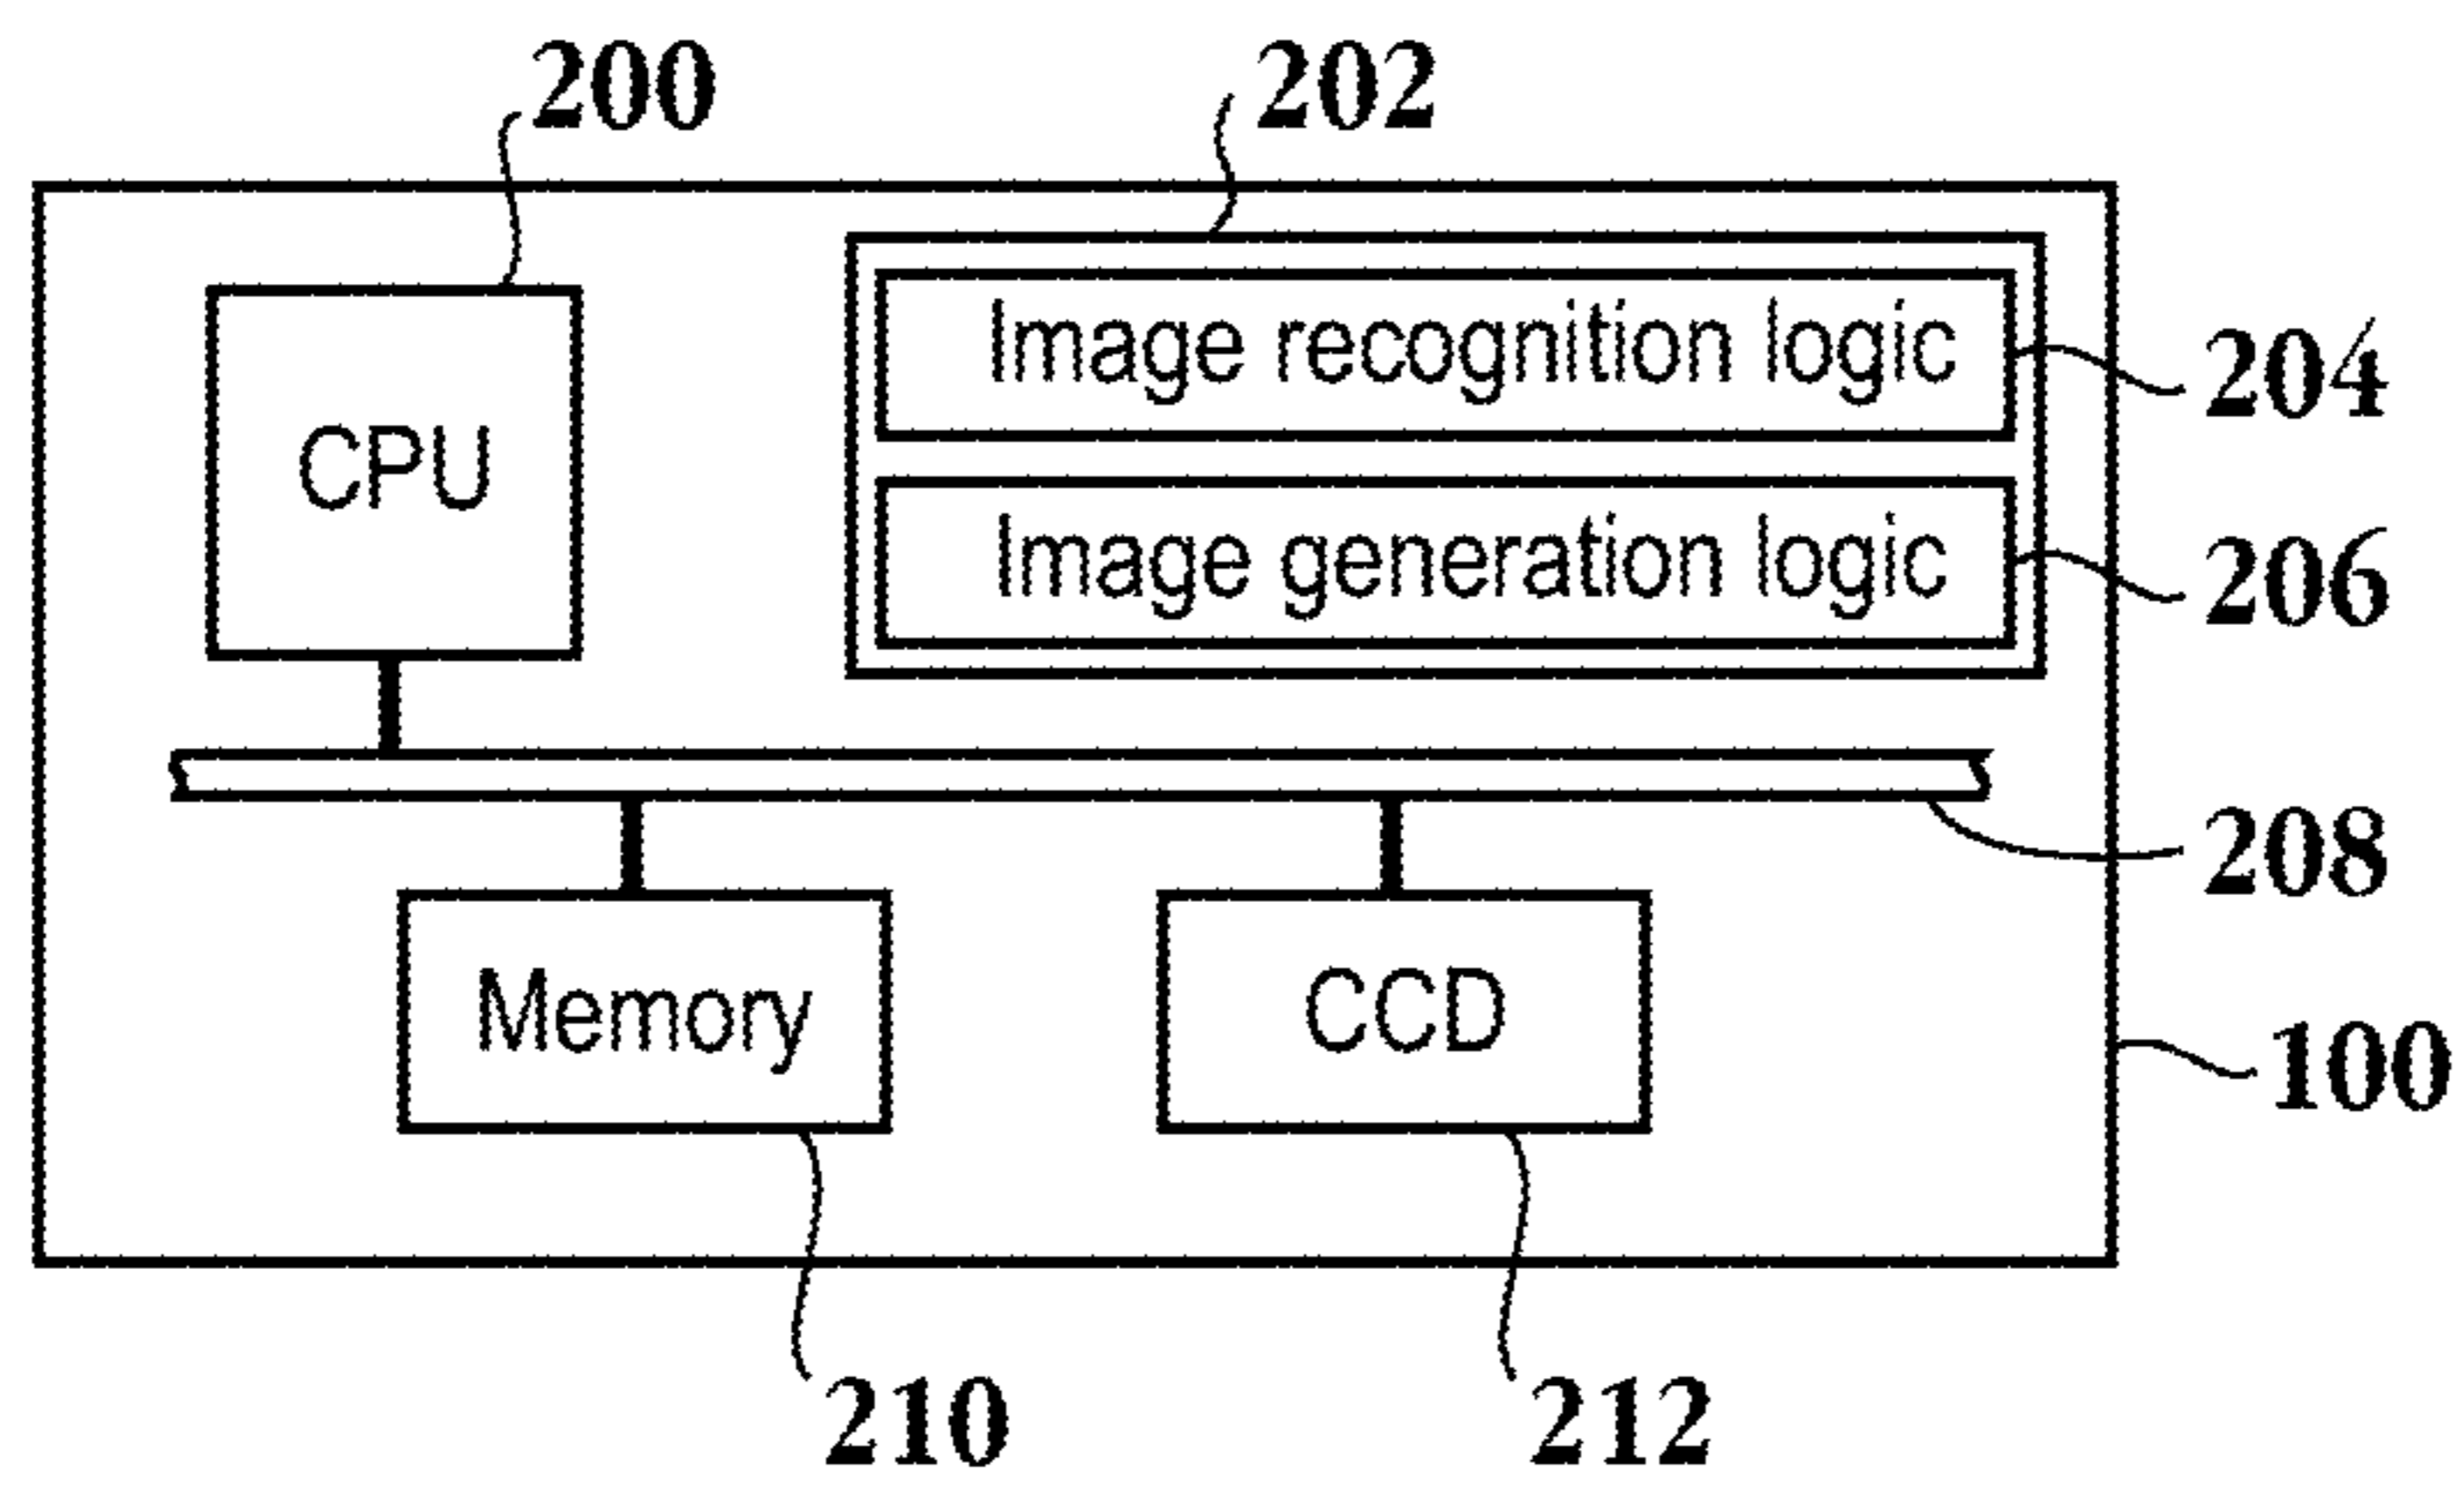 200
202
Image recognition logic
204
CPU
Image generation logic
206
208
Memory
CCD
100
210
212